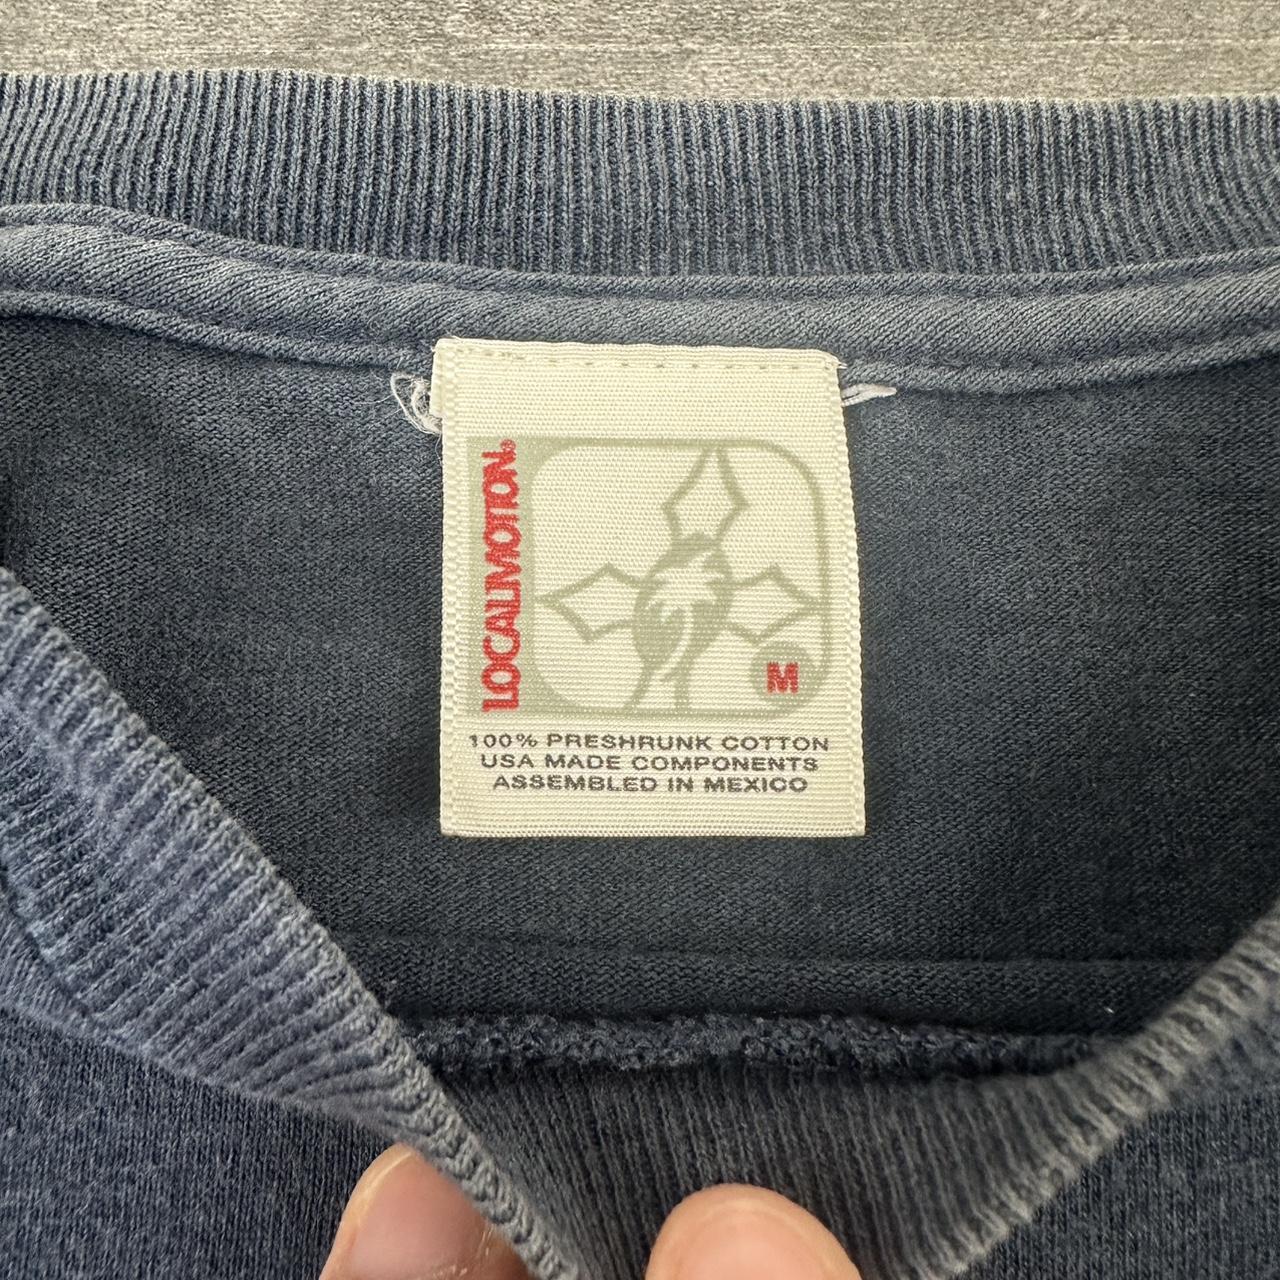 LOCALMOTION®
M
100% PRESHRUNK COTTON
USA MADE COMPONENTS
ASSEMBLED IN MEXICO